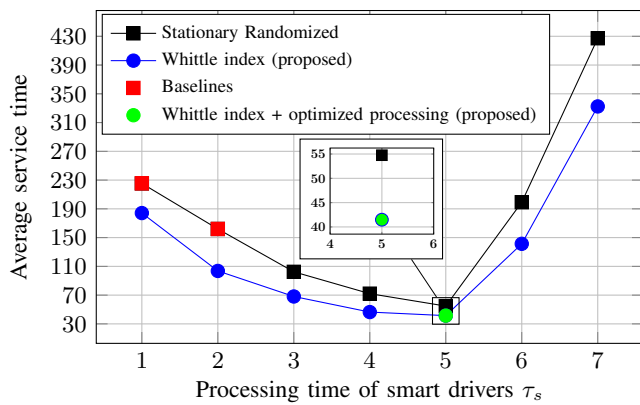 Stationary Randomized
Whittle index (proposed)
Baselines
Whittle index + optimized processing (proposed)
Average service time
430
390
350
310
270
230
190
150
110
70
30
55
50
45
40
4 5 6
1 2 3 4 5 6 7
Processing time of smart drivers τₛ